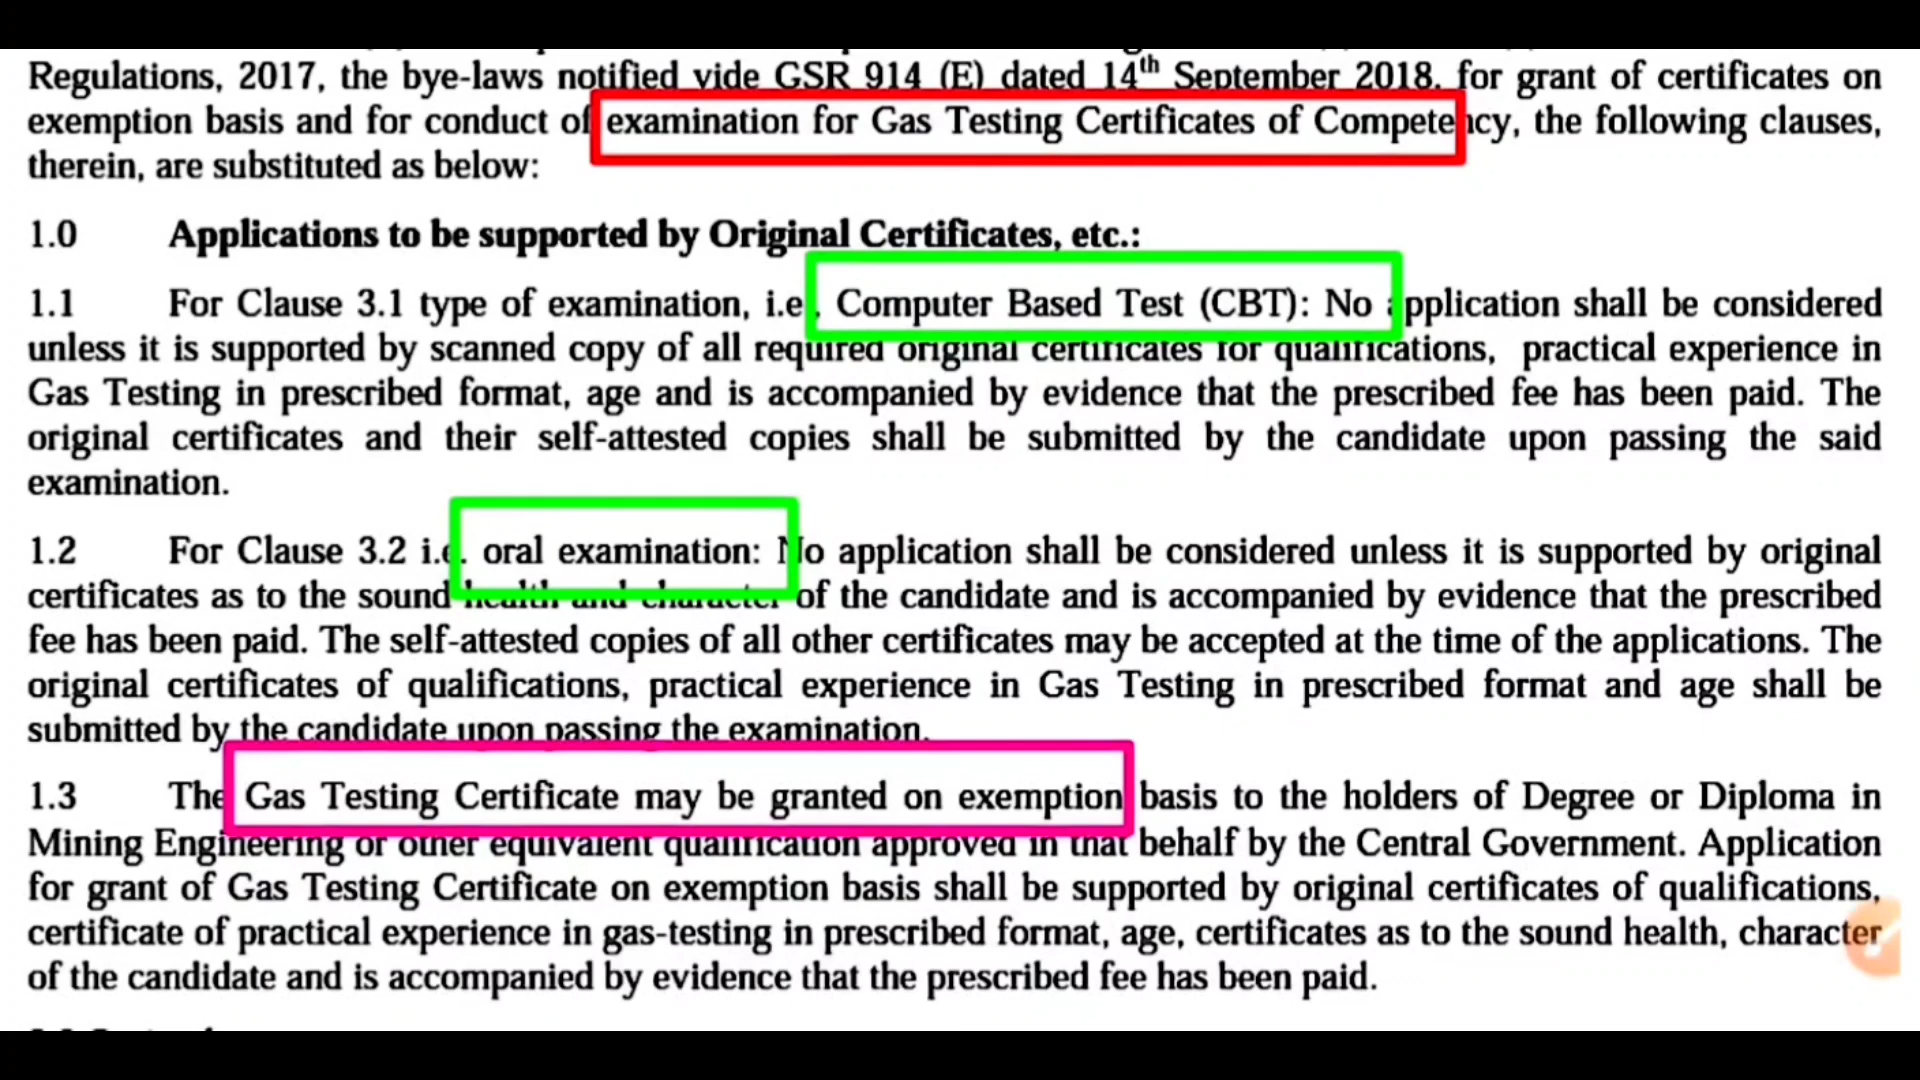 Regulations, 2017, the bye-laws notified vide GSR 914 (E) dated 14th September 2018, for grant of certificates on
exemption basis and for conduct of examination for Gas Testing Certificates of Competency, the following clauses,
therein, are substituted as below:
1.0 Applications to be supported by Original Certificates, etc.:
1.1 For Clause 3.1 type of examination, i.e. Computer Based Test (CBT): No application shall be considered
unless it is supported by scanned copy of all required original certificates for qualifications, practical experience in
Gas Testing in prescribed format, age and is accompanied by evidence that the prescribed fee has been paid. The
original certificates and their self-attested copies shall be submitted by the candidate upon passing the said
examination.
1.2 For Clause 3.2 i.e. oral examination: No application shall be considered unless it is supported by original
certificates as to the sound health and character of the candidate and is accompanied by evidence that the prescribed
fee has been paid. The self-attested copies of all other certificates may be accepted at the time of the applications. The
original certificates of qualifications, practical experience in Gas Testing in prescribed format and age shall be
submitted by the candidate upon passing the examination.
1.3 The Gas Testing Certificate may be granted on exemption basis to the holders of Degree or Diploma in
Mining Engineering or other equivalent qualification approved in that behalf by the Central Government. Application
for grant of Gas Testing Certificate on exemption basis shall be supported by original certificates of qualifications,
certificate of practical experience in gas-testing in prescribed format, age, certificates as to the sound health, character
of the candidate and is accompanied by evidence that the prescribed fee has been paid.